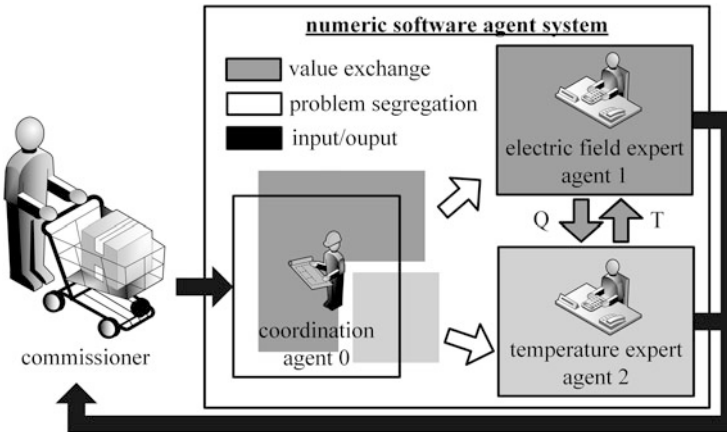 numeric software agent system
value exchange
problem segregation
input/ouput
electric field expert
agent 1
Q
T
coordination
agent 0
temperature expert
agent 2
commissioner